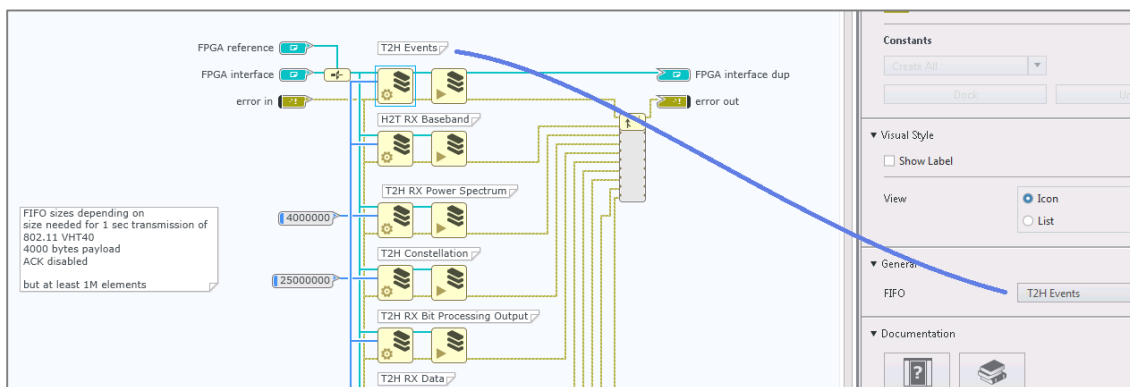 FPGA reference
T2H Events
FPGA interface
FPGA interface dup
error in
error out
H2T RX Baseband
T2H RX Power Spectrum
4000000
FIFO sizes depending on
size needed for 1 sec transmission of
802.11 VHT40
4000 bytes payload
ACK disabled
but at least 1M elements
T2H Constellation
25000000
T2H RX Bit Processing Output
T2H RX Data
Constants
Create All
Dock
Visual Style
Show Label
View
Icon
List
General
FIFO
T2H Events
Documentation